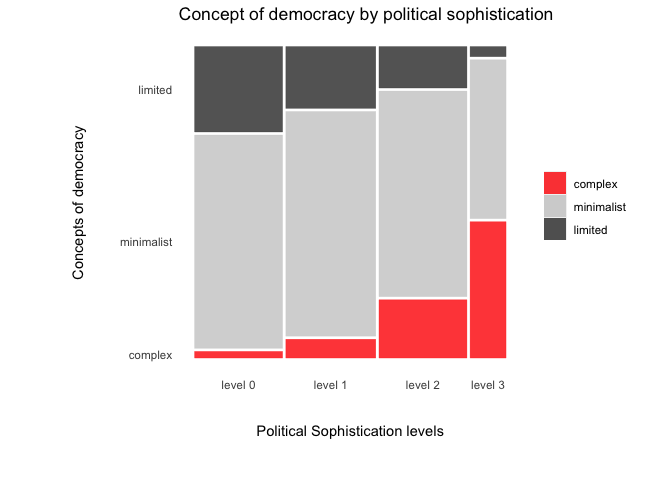 Concept of democracy by political sophistication
limited
minimalist
complex
Concepts of democracy
complex
minimalist
limited
level 0
level 1
level 2
level 3
Political Sophistication levels